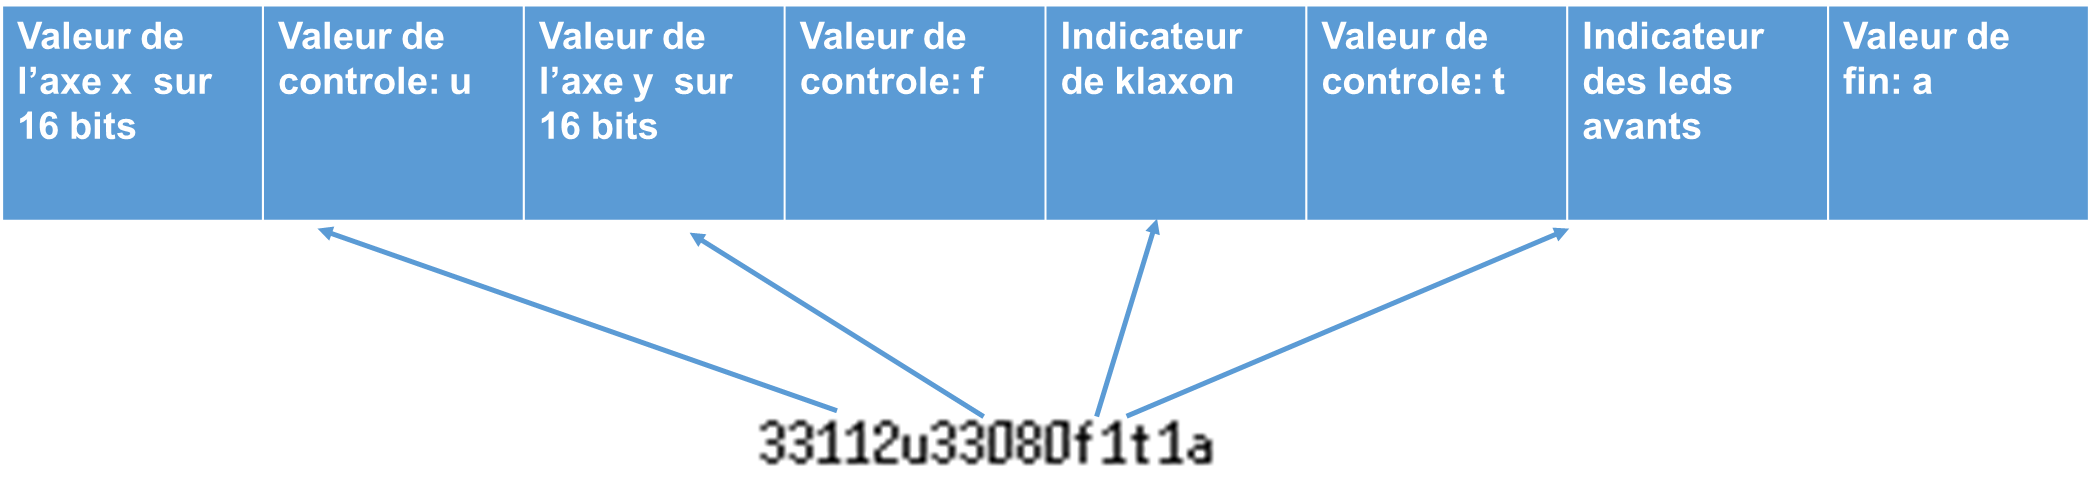 Valeur de
l’axe x  sur
16 bits
Valeur de
controle: u
Valeur de
l’axe y  sur
16 bits
Valeur de
controle: f
Indicateur
de klaxon
Valeur de
controle: t
Indicateur
des leds
avants
Valeur de
fin: a
33112u33080f1t1a